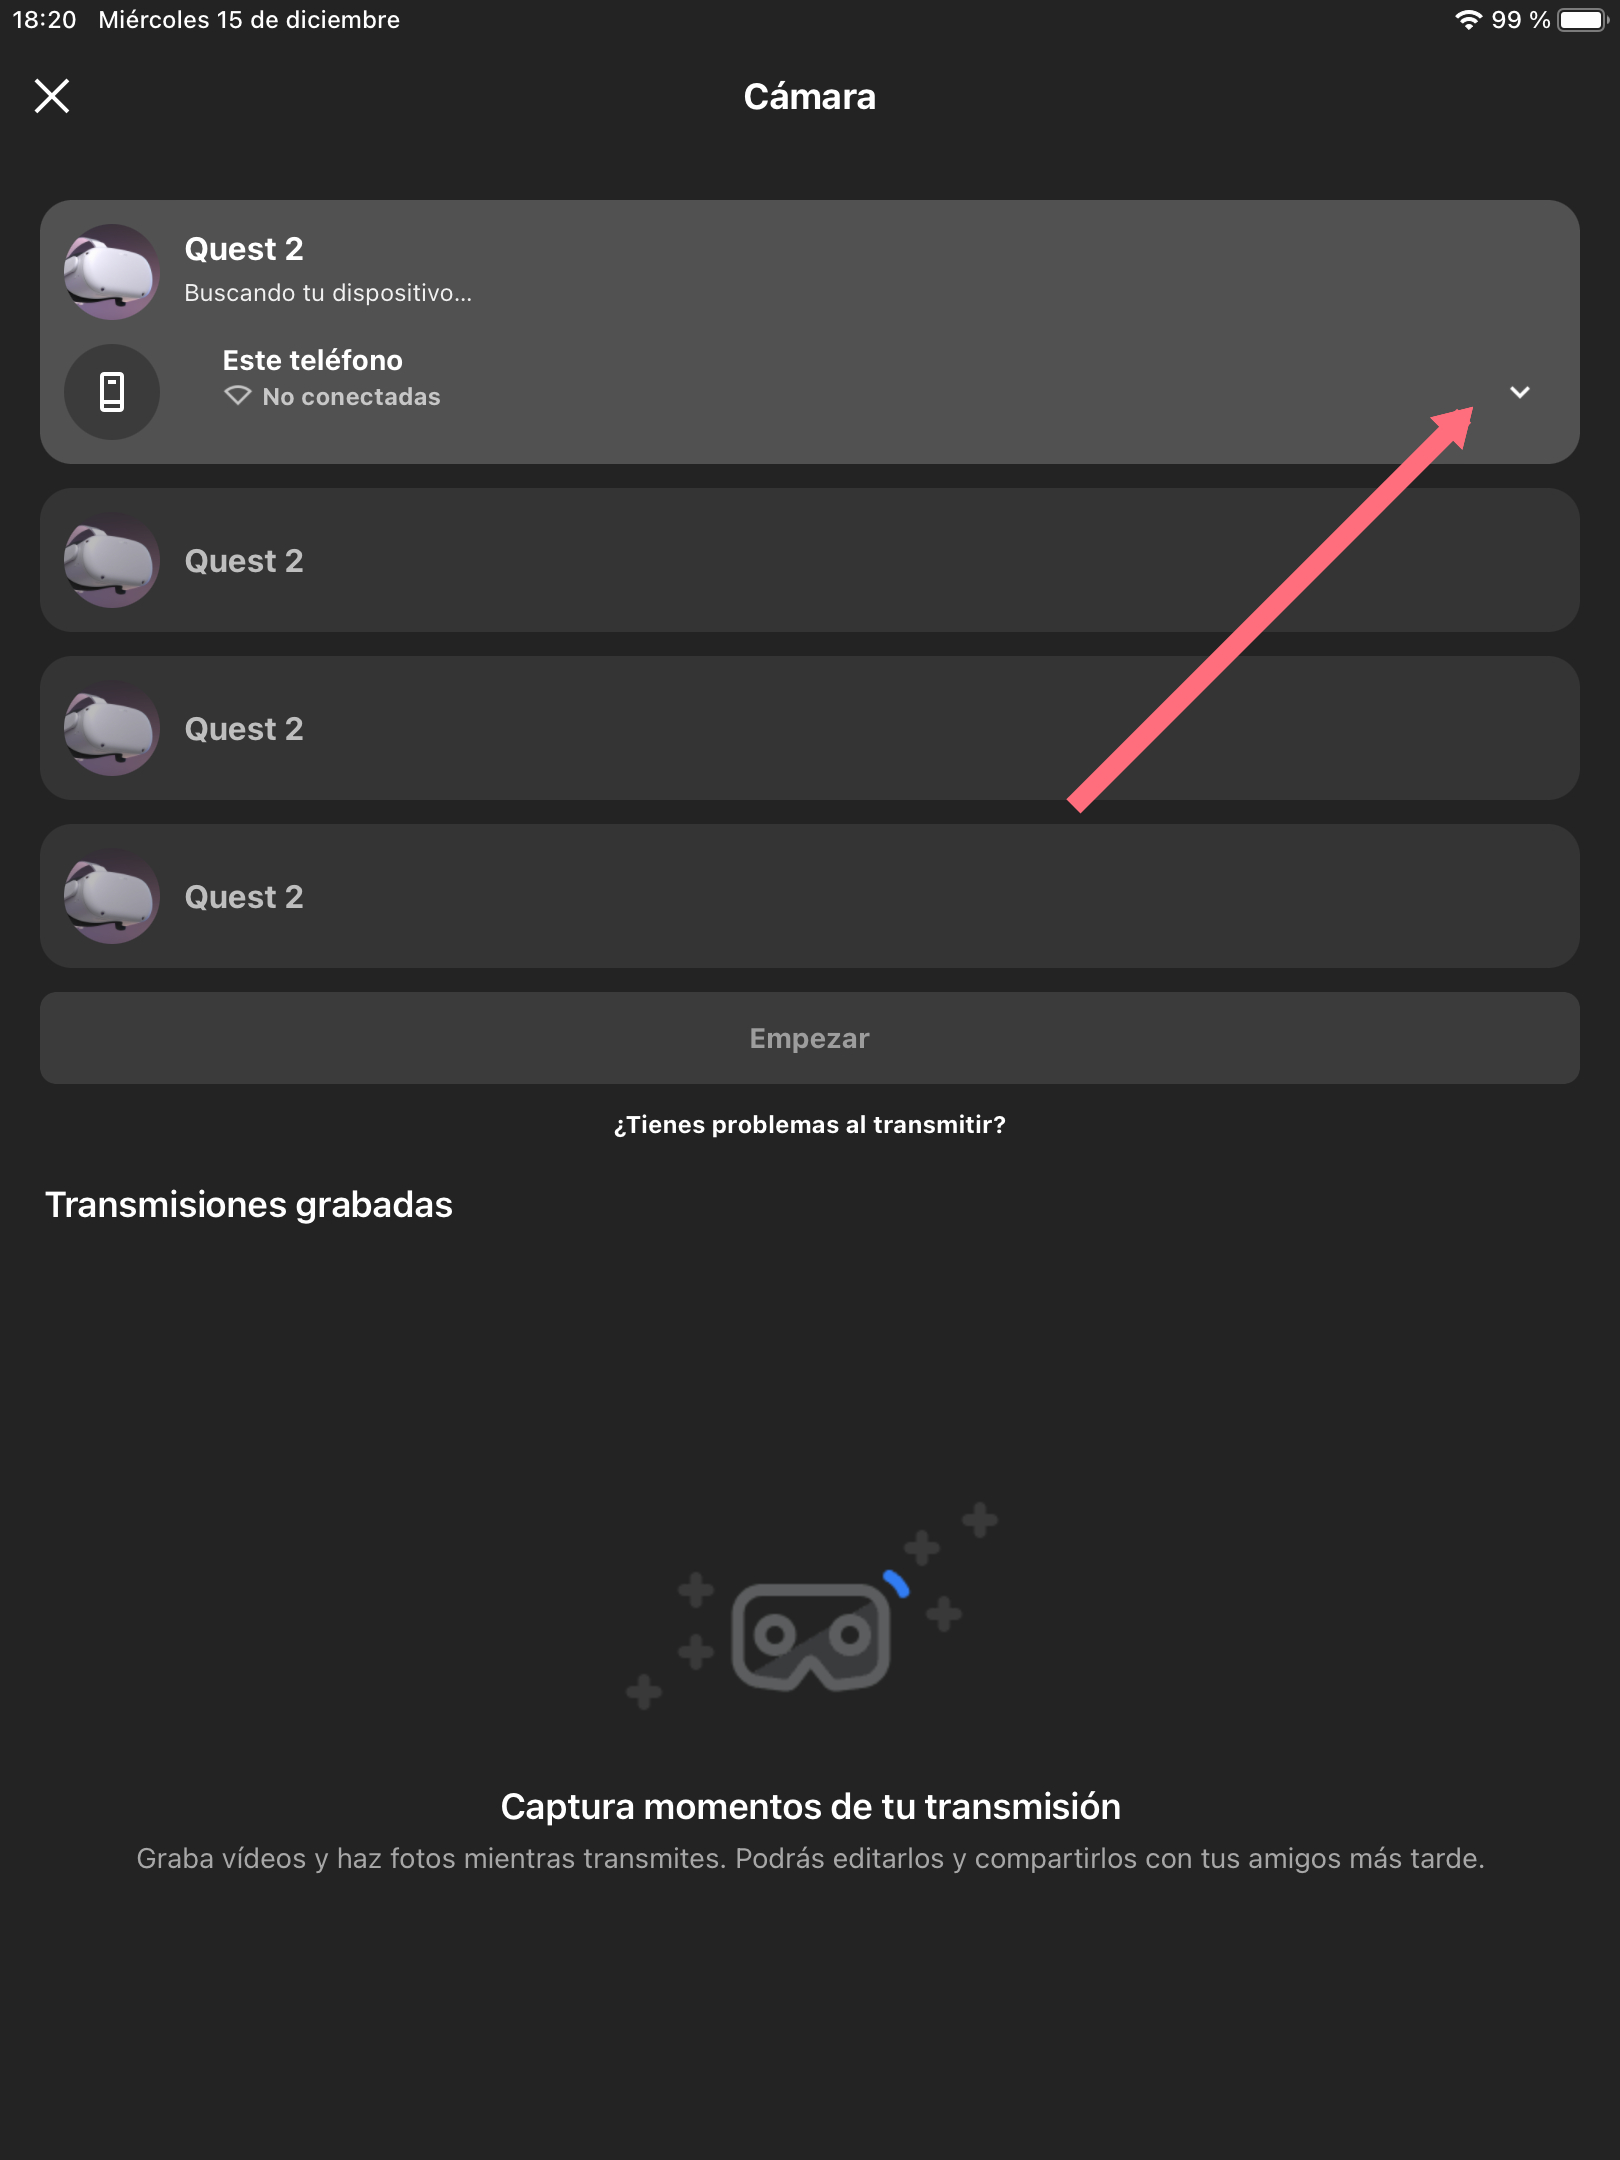 18:20 Miércoles 15 de diciembre 99 %
Cámara
Quest 2
Buscando tu dispositivo...
Este teléfono
No conectadas
Quest 2
Quest 2
Quest 2
Empezar
¿Tienes problemas al transmitir?
Transmisiones grabadas
Captura momentos de tu transmisión
Graba vídeos y haz fotos mientras transmites. Podrás editarlos y compartirlos con tus amigos más tarde.